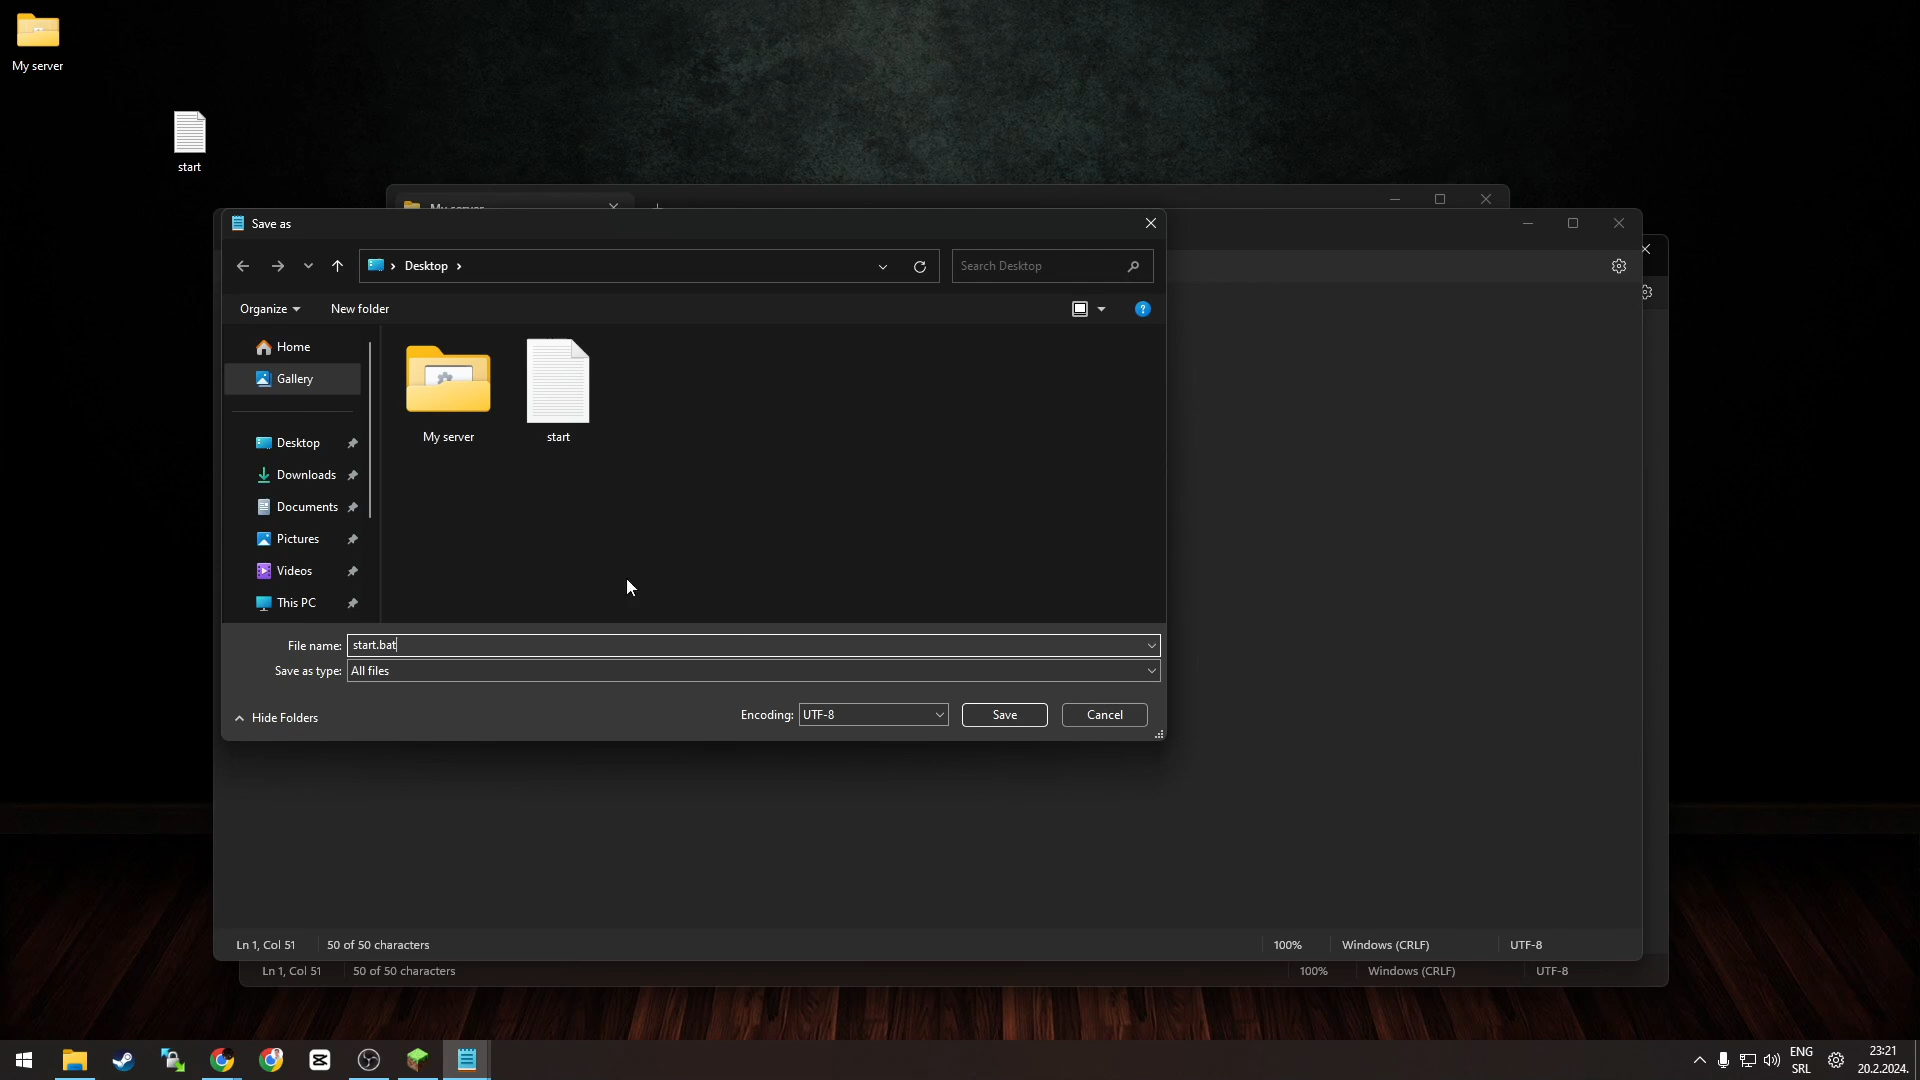 My server
start
My server
Save as
Desktop
Search Desktop
Organize
New folder
Home
Gallery
Desktop
Downloads
Documents
Pictures
Videos
This PC
My server
start
File name: start.bat
Save as type: All files
Hide Folders
Encoding: UTF-8
Save
Cancel
Ln 1, Col 51
50 of 50 characters
100%
Windows (CRLF)
UTF-8
Ln 1, Col 51
50 of 50 characters
100%
Windows (CRLF)
UTF-8
ENG
SRL
23:21
20.2.2024.